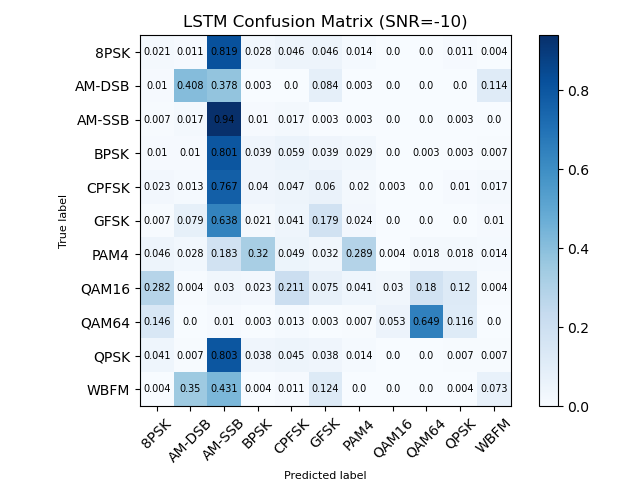 LSTM Confusion Matrix (SNR=-10)
8PSK 0.021 0.011 0.819 0.028 0.046 0.046 0.014 0.0 0.0 0.011 0.004
AM-DSB 0.01 0.408 0.378 0.003 0.0 0.084 0.003 0.0 0.0 0.0 0.114
AM-SSB 0.007 0.017 0.94 0.01 0.017 0.003 0.003 0.0 0.0 0.003 0.0
BPSK 0.01 0.01 0.801 0.039 0.059 0.039 0.029 0.0 0.003 0.003 0.007
CPFSK 0.023 0.013 0.767 0.04 0.047 0.06 0.02 0.003 0.0 0.01 0.017
GFSK 0.007 0.079 0.638 0.021 0.041 0.179 0.024 0.0 0.0 0.0 0.01
PAM4 0.046 0.028 0.183 0.32 0.049 0.032 0.289 0.004 0.018 0.018 0.014
QAM16 0.282 0.004 0.03 0.023 0.211 0.075 0.041 0.03 0.18 0.12 0.004
QAM64 0.146 0.0 0.01 0.003 0.013 0.003 0.007 0.053 0.649 0.116 0.0
QPSK 0.041 0.007 0.803 0.038 0.045 0.038 0.014 0.0 0.0 0.007 0.007
WBFM 0.004 0.35 0.431 0.004 0.011 0.124 0.0 0.0 0.0 0.004 0.073
8PSK AM-DSB AM-SSB BPSK CPFSK GFSK PAM4 QAM16 QAM64 QPSK WBFM
Predicted label
True label
0.8
0.6
0.4
0.2
0.0